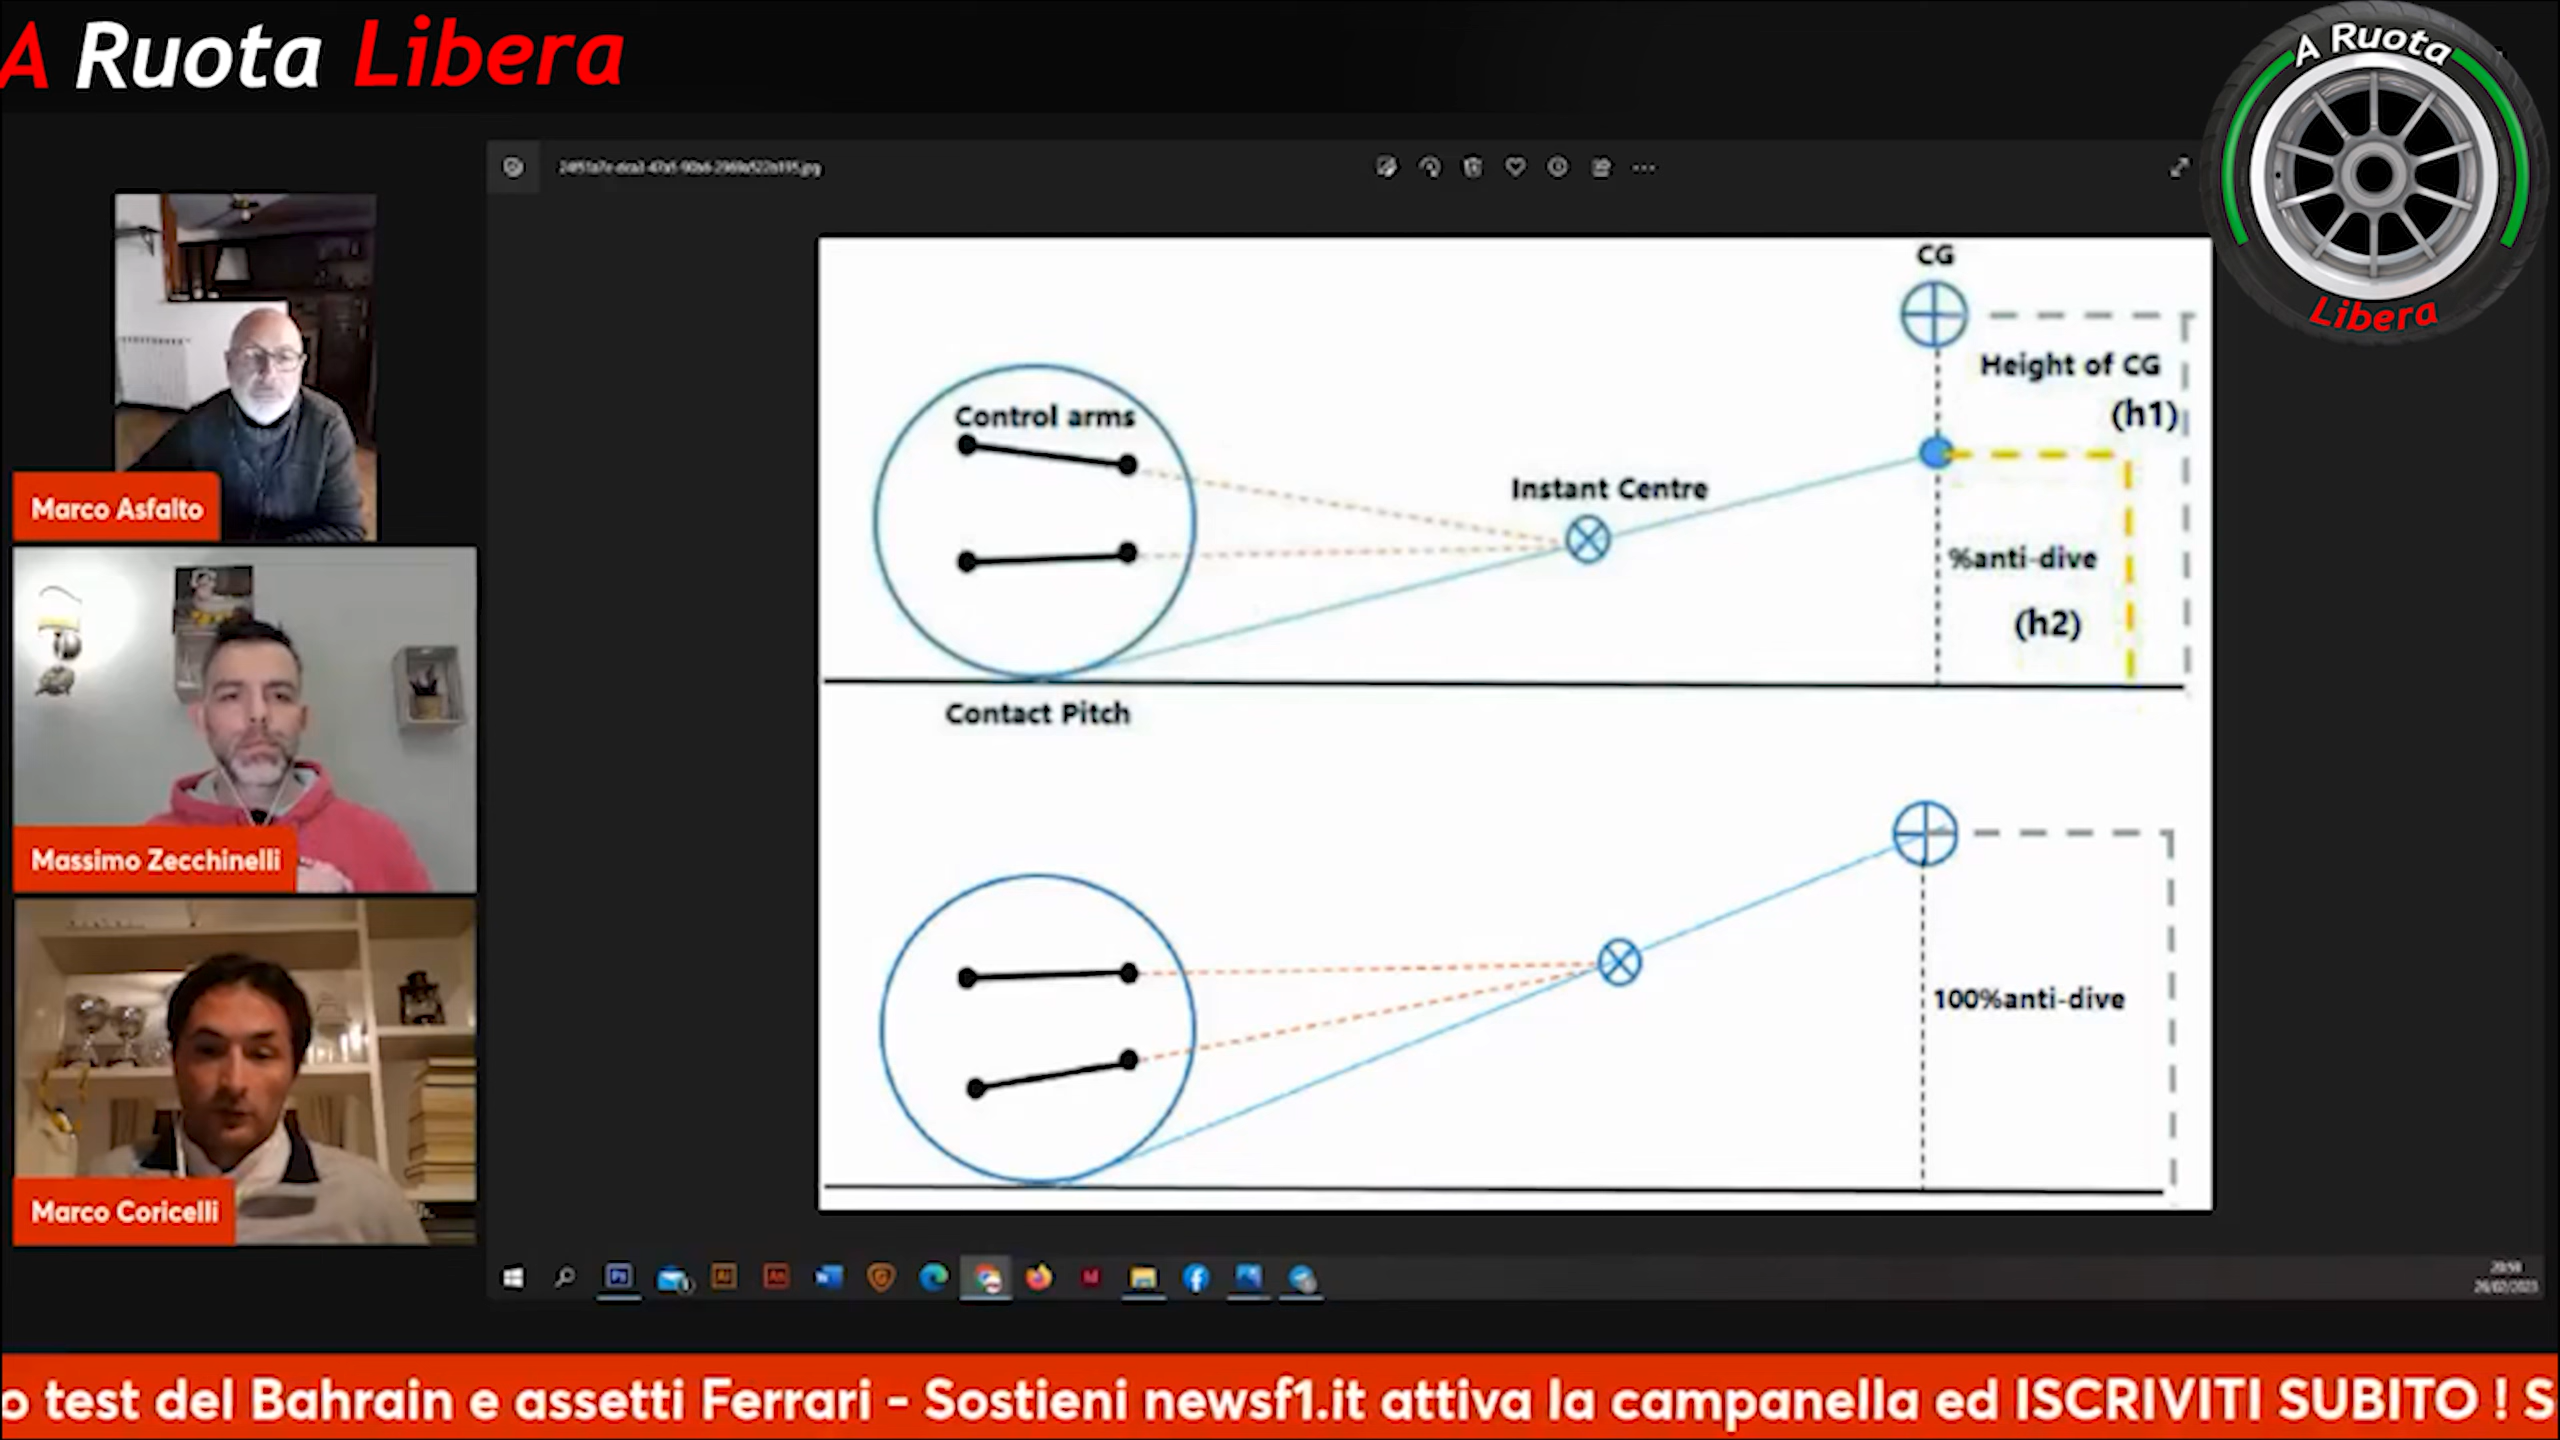 A Ruota Libera
A Ruota
Libera
CG
Height of CG
(h1)
Control arms
Instant Centre
%anti-dive
(h2)
Contact Pitch
100%anti-dive
Marco Asfalto
Massimo Zecchinelli
Marco Coricelli
o test del Bahrain e assetti Ferrari - Sostieni newsf1.it attiva la campanella ed ISCRIVITI SUBITO ! S